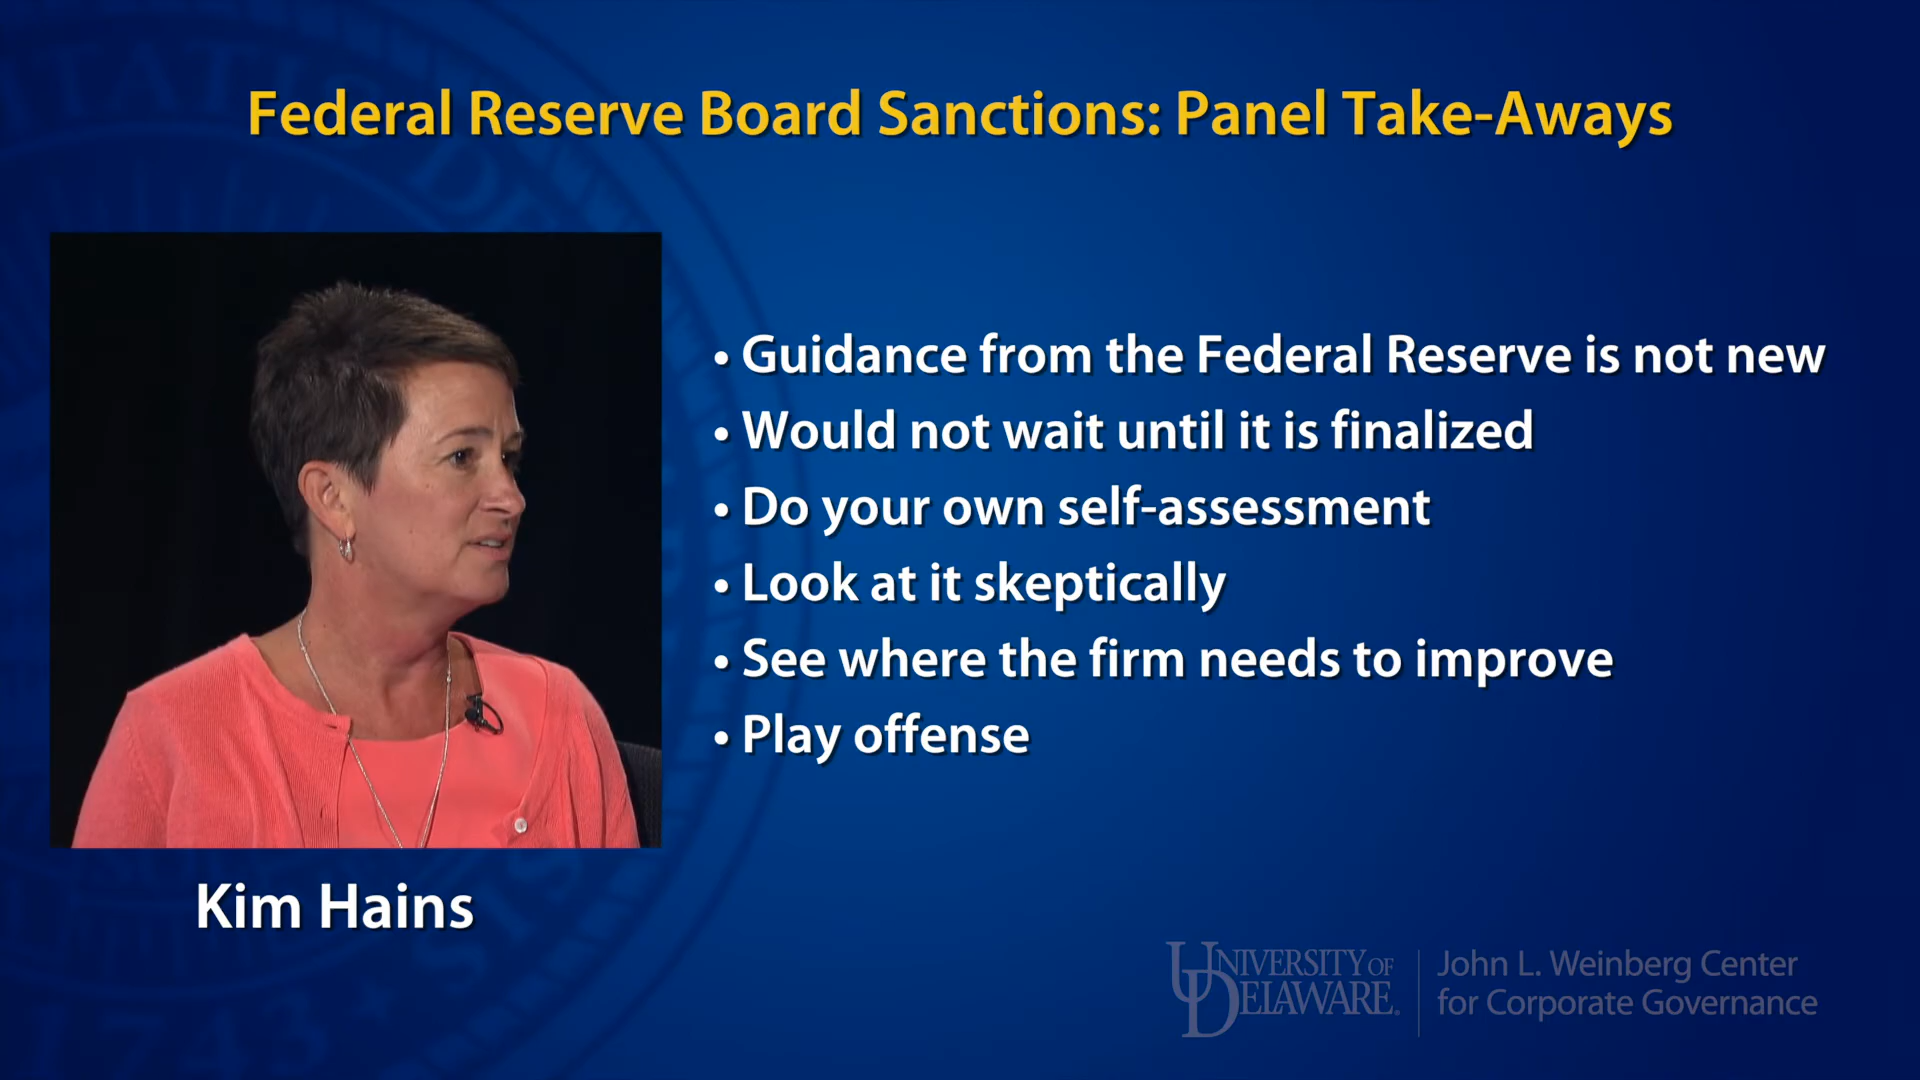 Federal Reserve Board Sanctions: Panel Take-Aways
• Guidance from the Federal Reserve is not new
• Would not wait until it is finalized
• Do your own self-assessment
• Look at it skeptically
• See where the firm needs to improve
• Play offense
Kim Hains
UNIVERSITY OF
DELAWARE.
John L. Weinberg Center
for Corporate Governance
1743